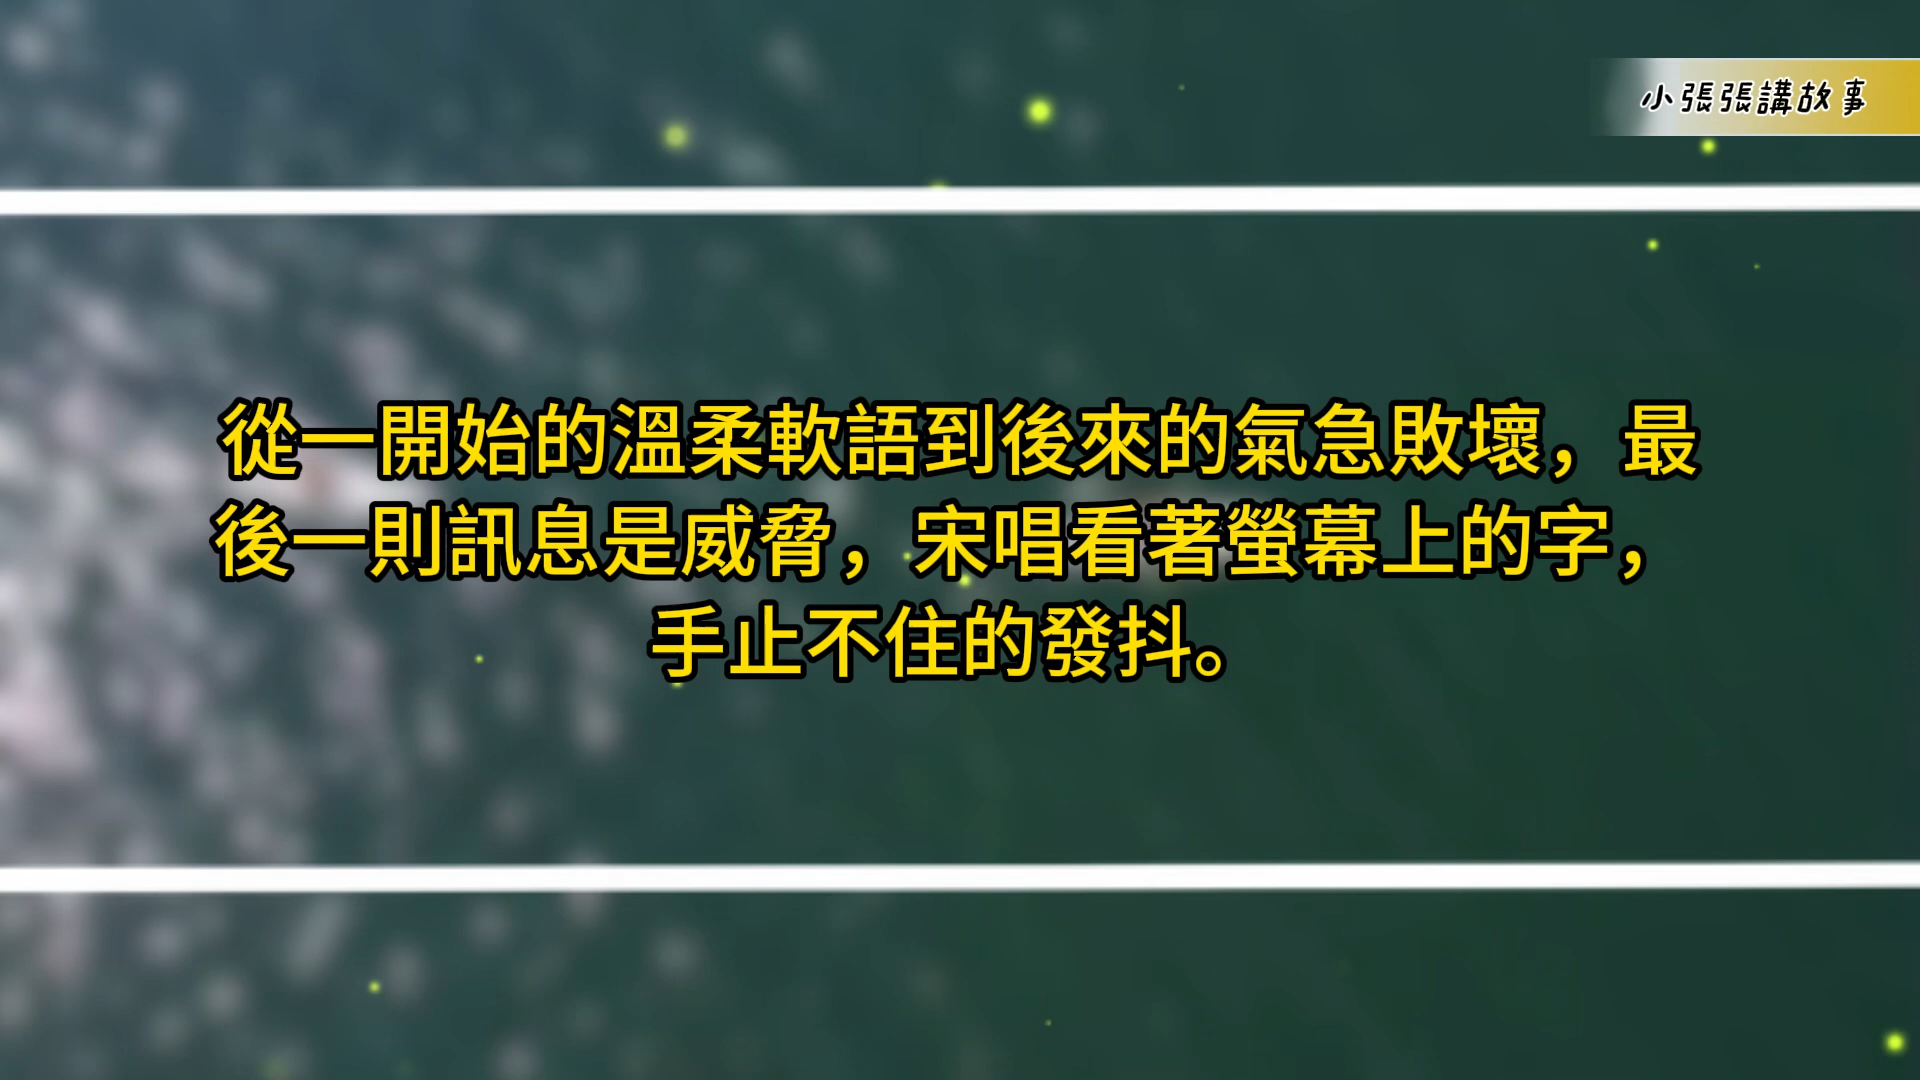 小張張講故事
從一開始的溫柔軟語到後來的氣急敗壞，最
後一則訊息是威脅，宋唱看著螢幕上的字，
手止不住的發抖。